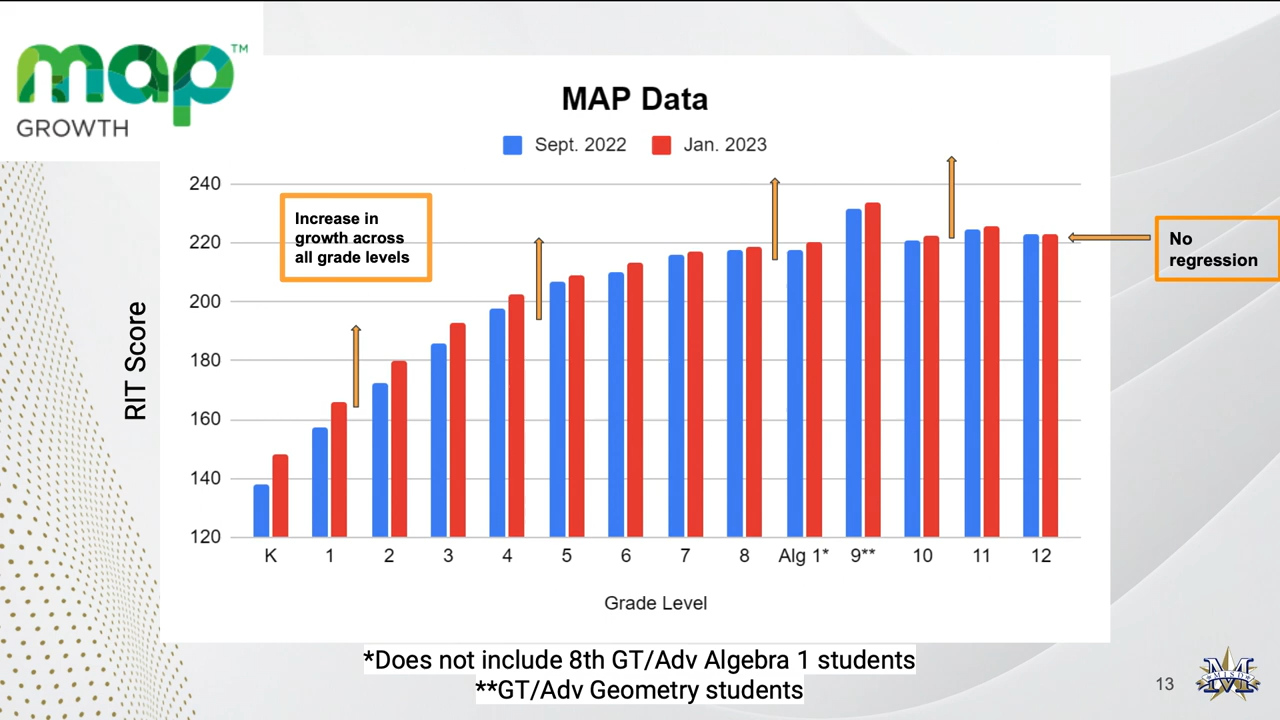 map™
GROWTH
MAP Data
Sept. 2022 Jan. 2023
240
220
200
180
160
140
120
RIT Score
Increase in
growth across
all grade levels
No
regression
K 1 2 3 4 5 6 7 8 Alg 1* 9** 10 11 12
Grade Level
*Does not include 8th GT/Adv Algebra 1 students
**GT/Adv Geometry students
13
M
MISD